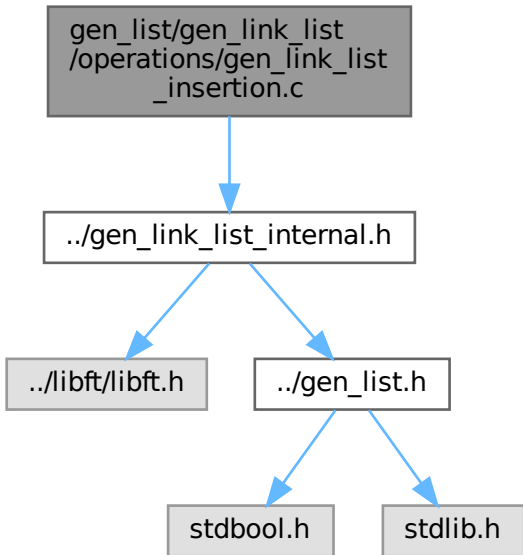 gen_list/gen_link_list
/operations/gen_link_list
_insertion.c
../gen_link_list_internal.h
../libft/libft.h
../gen_list.h
stdbool.h
stdlib.h